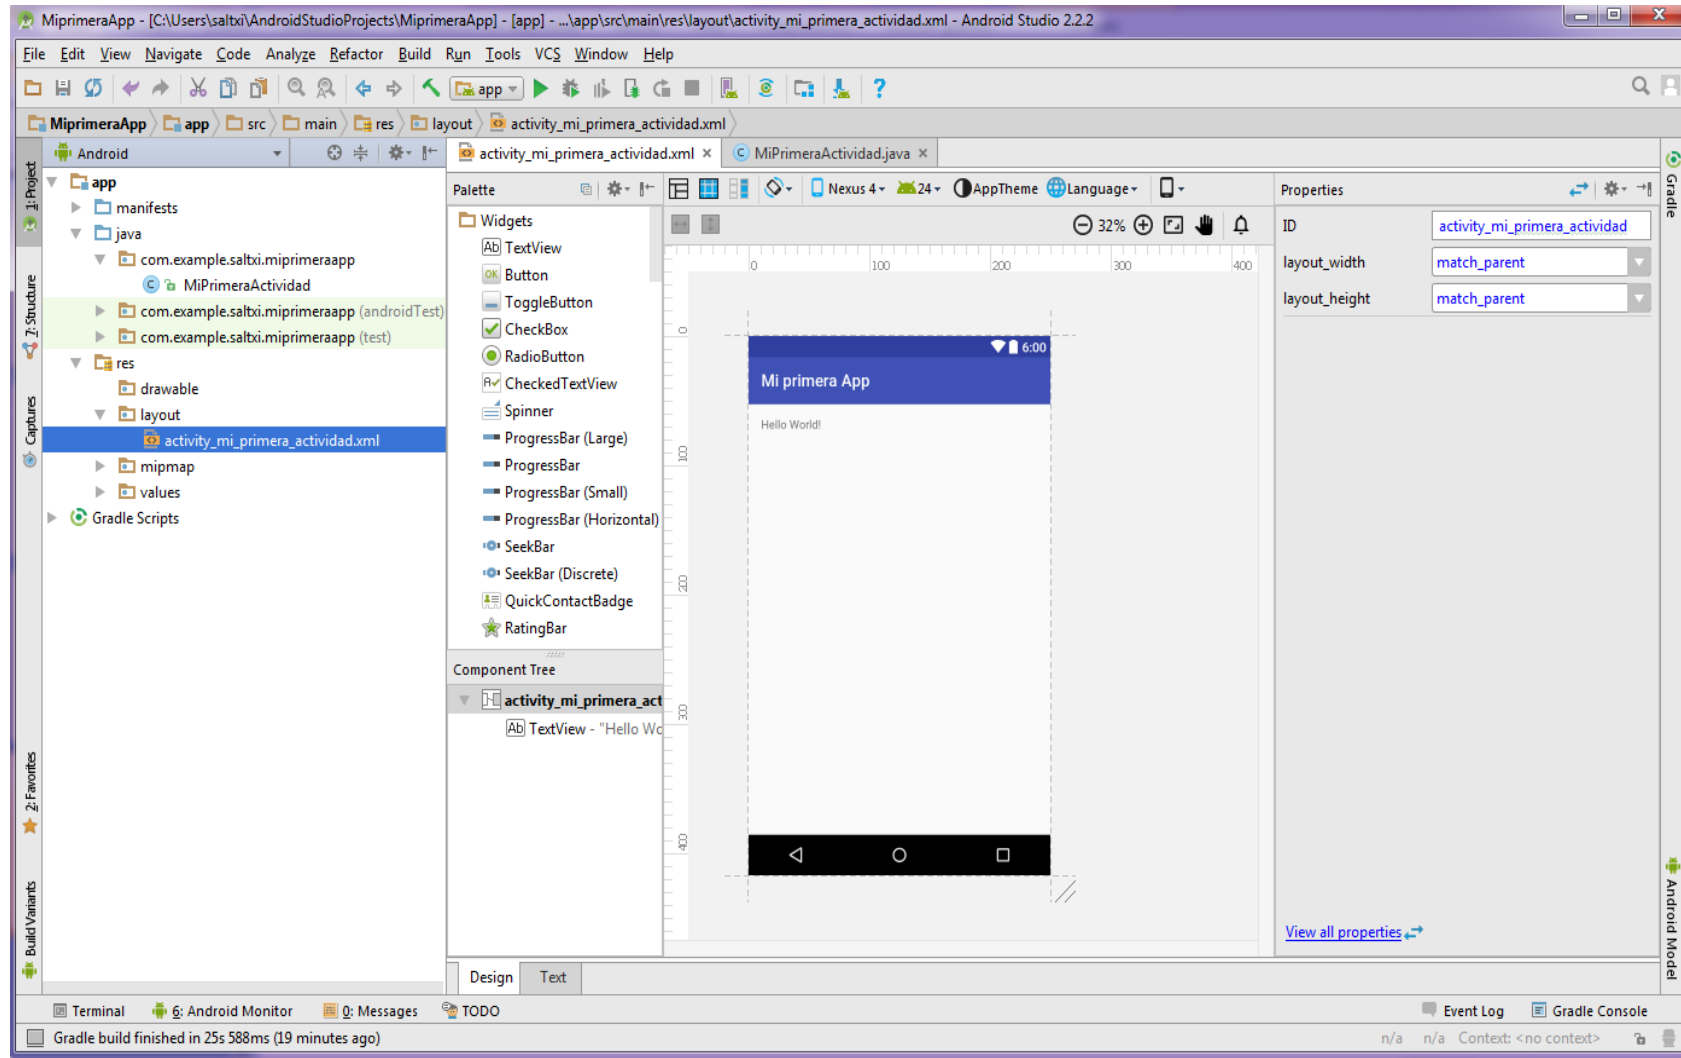 MiprimeraApp - [C:\Users\saltxi\AndroidStudioProjects\MiprimeraApp] - [app] - ...\app\src\main\res\layout\activity_mi_primera_actividad.xml - Android Studio 2.2.2
File Edit View Navigate Code Analyze Refactor Build Run Tools VCS Window Help
app
MiprimeraApp app src main res layout activity_mi_primera_actividad.xml
Android
activity_mi_primera_actividad.xml
MiPrimeraActividad.java
1: Project
7: Structure
Captures
2: Favorites
Build Variants
app
manifests
java
com.example.saltxi.miprimeraapp
MiPrimeraActividad
com.example.saltxi.miprimeraapp (androidTest)
com.example.saltxi.miprimeraapp (test)
res
drawable
layout
activity_mi_primera_actividad.xml
mipmap
values
Gradle Scripts
Palette
Widgets
Ab TextView
OK Button
ToggleButton
CheckBox
RadioButton
CheckedTextView
Spinner
ProgressBar (Large)
ProgressBar
ProgressBar (Small)
ProgressBar (Horizontal)
SeekBar
SeekBar (Discrete)
QuickContactBadge
RatingBar
Component Tree
activity_mi_primera_act
Ab TextView - "Hello Wo
Nexus 4 24 AppTheme Language
32%
0 100 200 300 400
0
100
200
300
400
6:00
Mi primera App
Hello World!
Properties
ID activity_mi_primera_actividad
layout_width match_parent
layout_height match_parent
View all properties
Gradle
Android Model
Design Text
Terminal 6: Android Monitor 0: Messages TODO Event Log Gradle Console
Gradle build finished in 25s 588ms (19 minutes ago) n/a n/a Context: <no context>